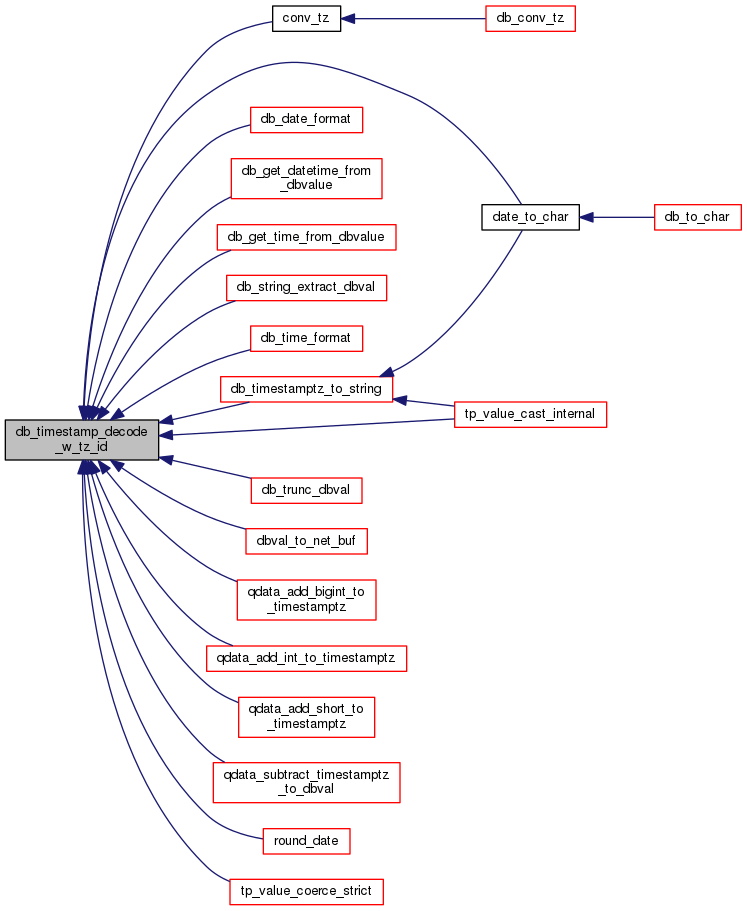 conv_tz
db_conv_tz
db_date_format
db_get_datetime_from
_dbvalue
date_to_char
db_to_char
db_get_time_from_dbvalue
db_string_extract_dbval
db_time_format
db_timestamptz_to_string
tp_value_cast_internal
db_timestamp_decode
_w_tz_id
db_trunc_dbval
dbval_to_net_buf
qdata_add_bigint_to
_timestamptz
qdata_add_int_to_timestamptz
qdata_add_short_to
_timestamptz
qdata_subtract_timestamptz
_to_dbval
round_date
tp_value_coerce_strict